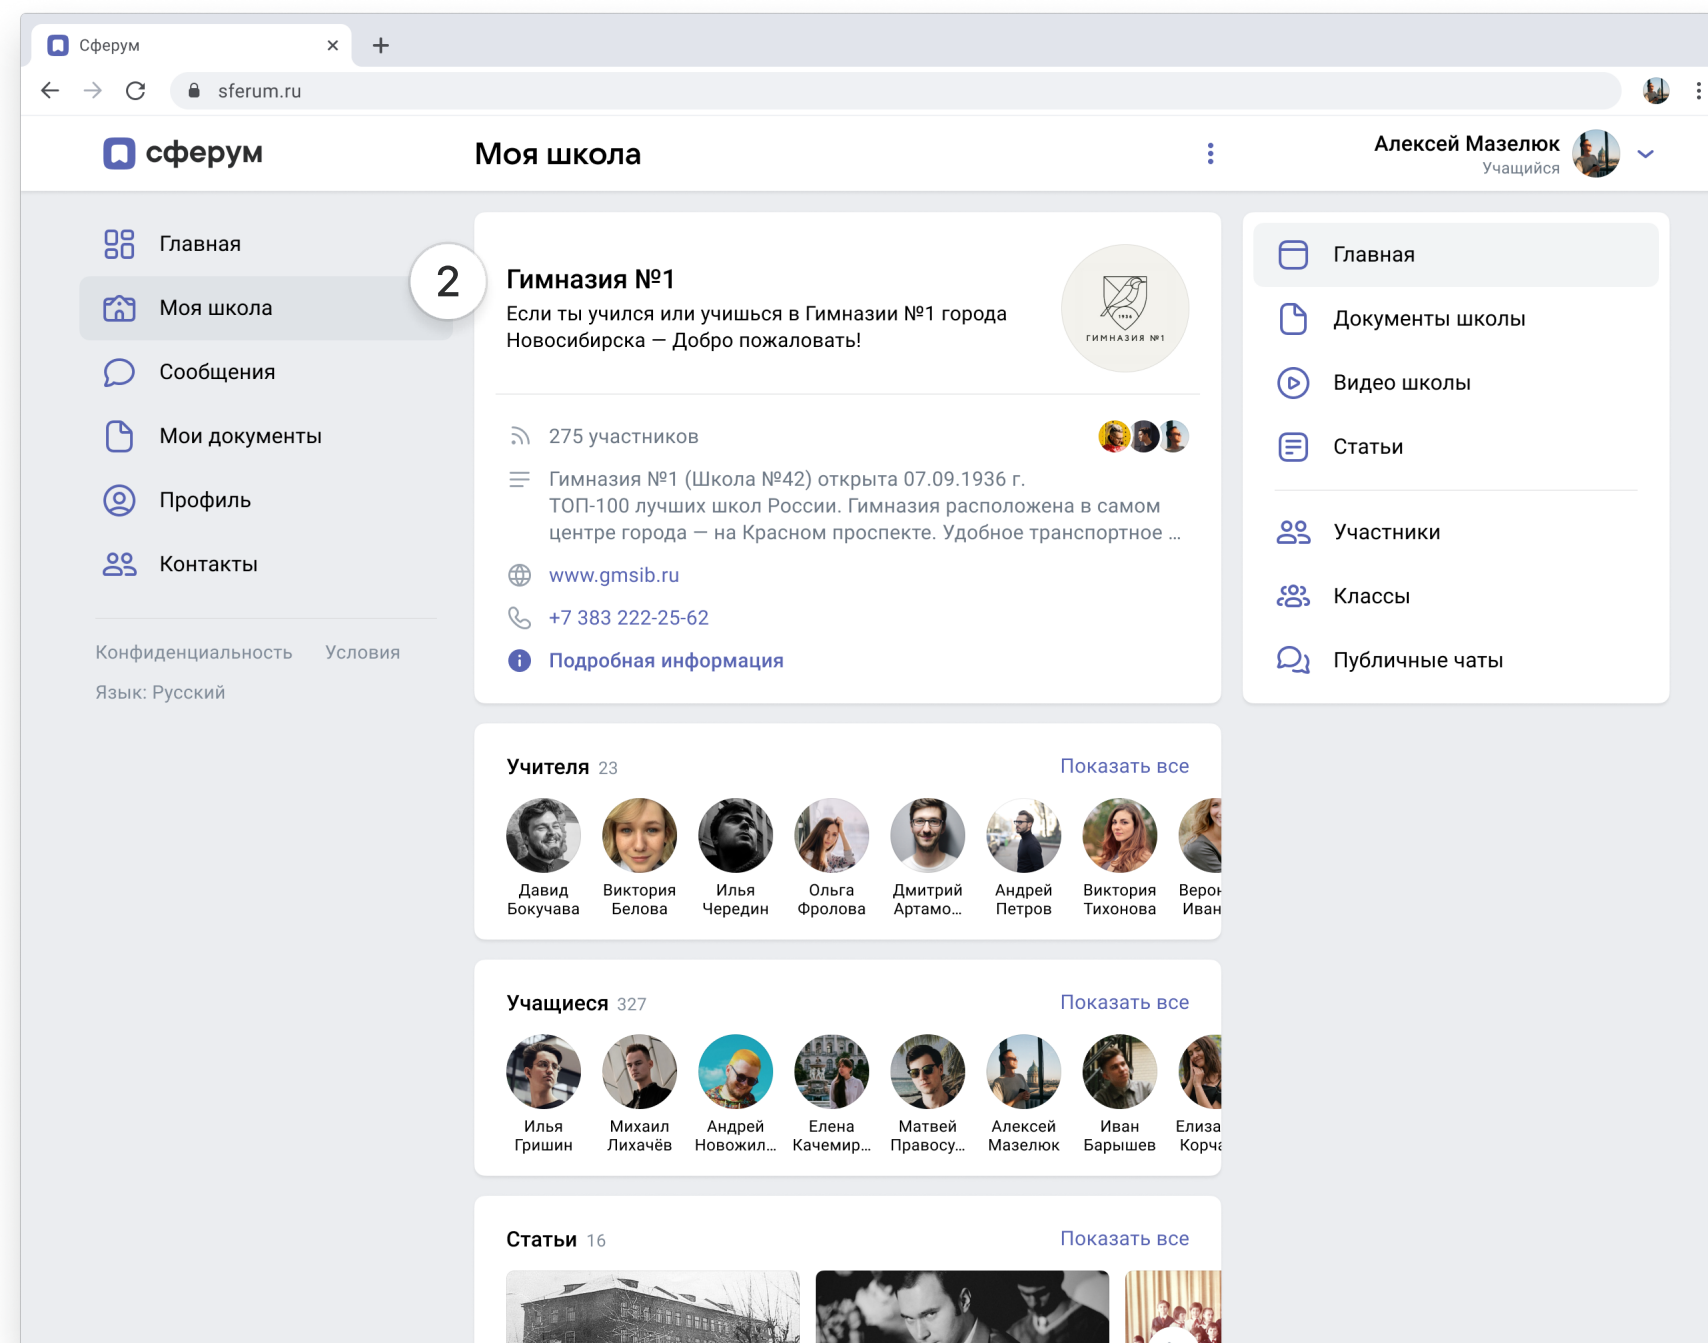 Сферум
sferum.ru
сферум
Моя школа
Алексей Мазелюк
Учащийся
Главная
Моя школа
Сообщения
Мои документы
Профиль
Контакты
Конфиденциальность Условия
Язык: Русский
2
Гимназия №1
Если ты учился или учишься в Гимназии №1 города
Новосибирска — Добро пожаловать!
1936
ГИМНАЗИЯ №1
275 участников
Гимназия №1 (Школа №42) открыта 07.09.1936 г.
ТОП-100 лучших школ России. Гимназия расположена в самом
центре города — на Красном проспекте. Удобное транспортное ...
www.gmsib.ru
+7 383 222-25-62
Подробная информация
Учителя 23
Показать все
Давид
Бокучава
Виктория
Белова
Илья
Чередин
Ольга
Фролова
Дмитрий
Артамо...
Андрей
Петров
Виктория
Тихонова
Верон
Иван
Учащиеся 327
Показать все
Илья
Гришин
Михаил
Лихачёв
Андрей
Новожил...
Елена
Качемир...
Матвей
Правосу...
Алексей
Мазелюк
Иван
Барышев
Елиза
Корча
Статьи 16
Показать все
Главная
Документы школы
Видео школы
Статьи
Участники
Классы
Публичные чаты